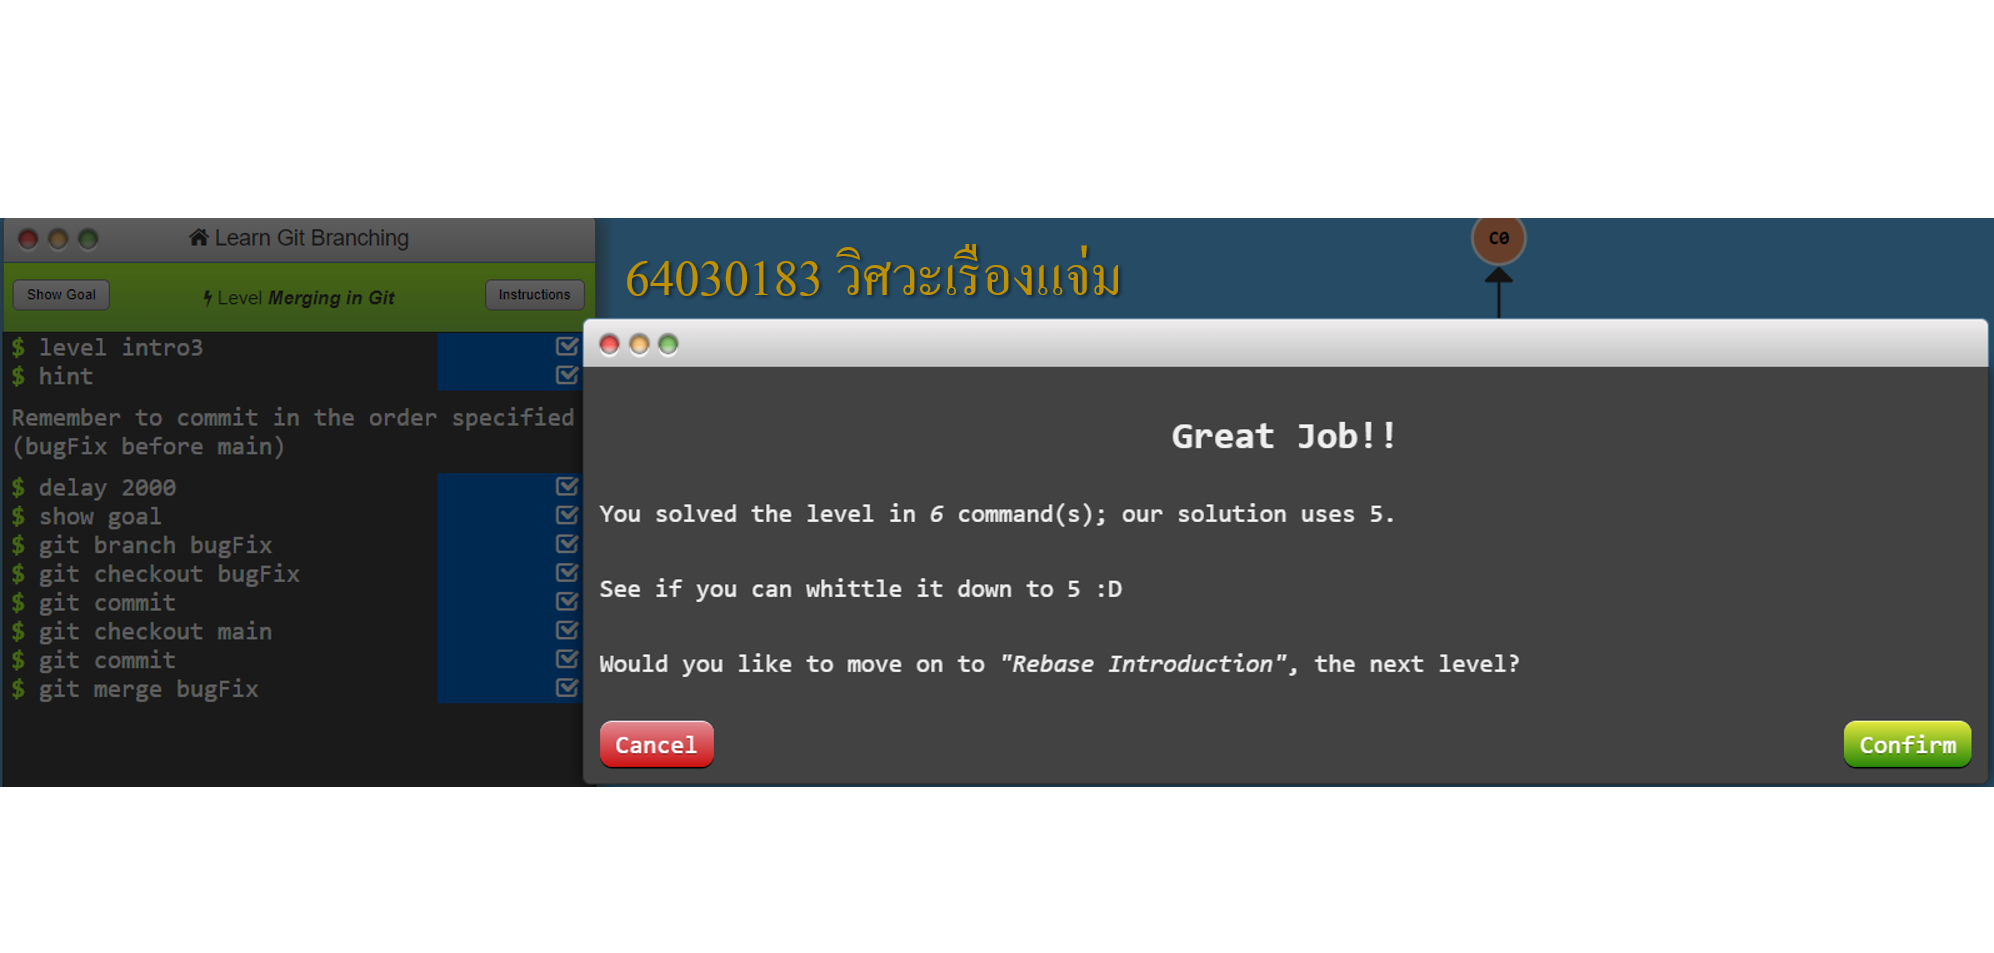 Learn Git Branching
Show Goal
Level Merging in Git
Instructions
$ level intro3
$ hint
Remember to commit in the order specified
(bugFix before main)
$ delay 2000
$ show goal
$ git branch bugFix
$ git checkout bugFix
$ git commit
$ git checkout main
$ git commit
$ git merge bugFix
64030183 วิศวะเรืองแจ่ม
C0
Great Job!!
You solved the level in 6 command(s); our solution uses 5.
See if you can whittle it down to 5 :D
Would you like to move on to "Rebase Introduction", the next level?
Cancel
Confirm